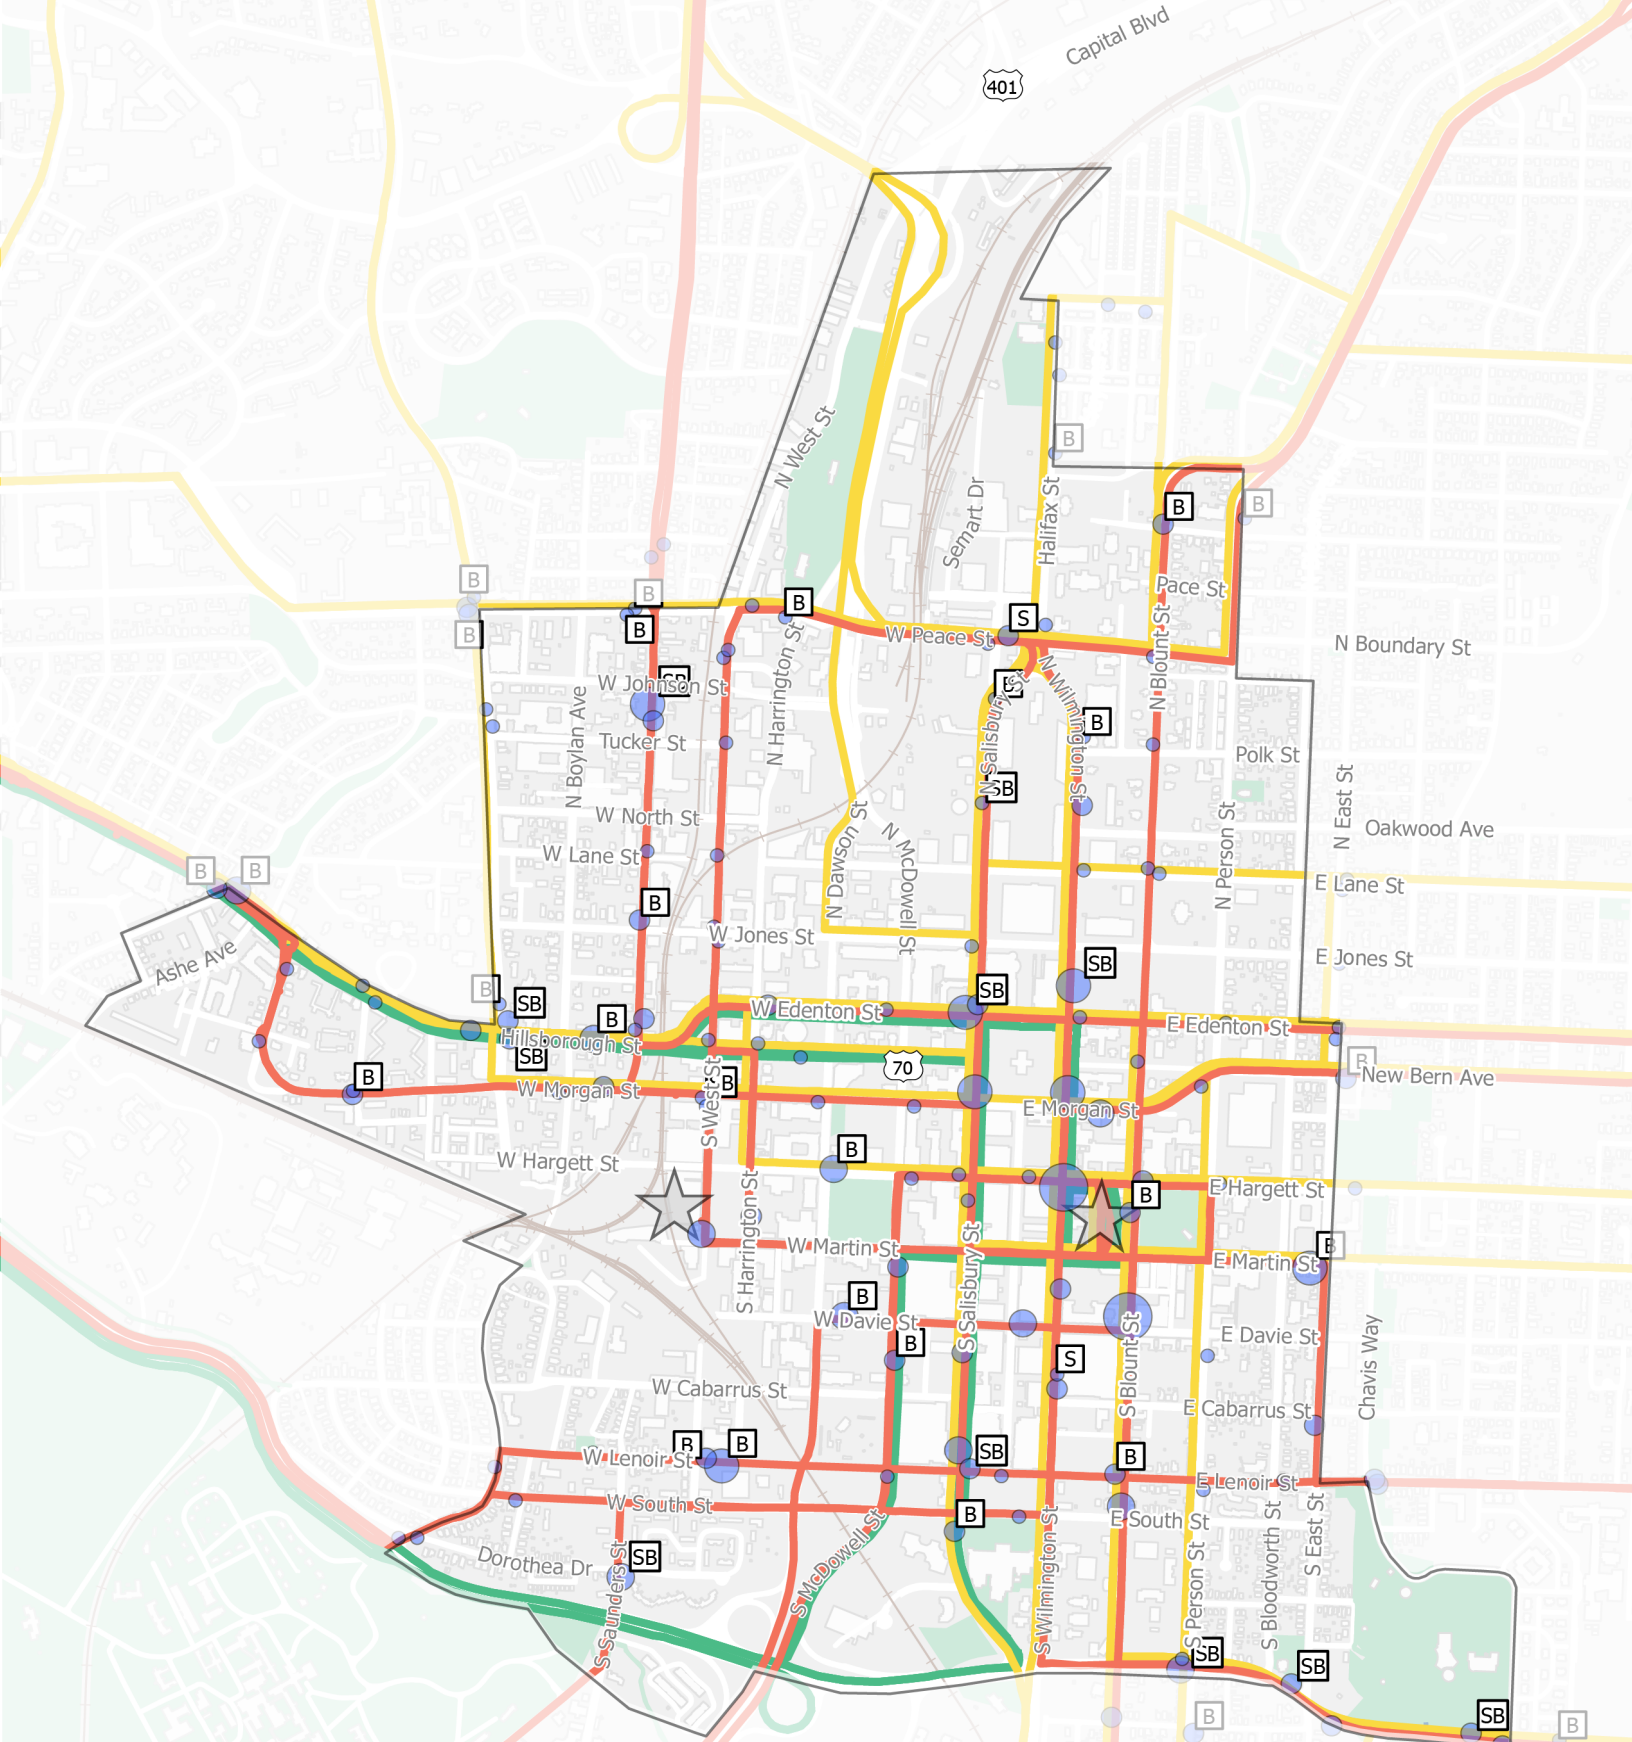 Capital Blvd
401
N West St
B
Semart Dr
Halifax St
B
B
Pace St
B
B
B
B
B
B
S
W Peace St
N Boundary St
N Blount St
W Johnson St
SB
N Harrington St
N Salisbury St
B
N Wilmington St
B
N Boylan Ave
Tucker St
Polk St
SB
N East St
W North St
N Dawson St
N McDowell St
N Person St
Oakwood Ave
W Lane St
E Lane St
B
B
B
W Jones St
E Jones St
Ashe Ave
SB
B
SB
SB
B
W Edenton St
E Edenton St
Hillsborough St
SB
70
B
New Bern Ave
B
W Morgan St
SB
E Morgan St
S West St
W Hargett St
B
B
E Hargett St
S Harrington St
W Martin St
S Salisbury St
E Martin St
B
B
W Davie St
B
E Davie St
S
S Blount St
Chavis Way
W Cabarrus St
E Cabarrus St
B
B
W Lenoir St
SB
B
E Lenoir St
W South St
B
E South St
S McDowell St
S Wilmington St
S Person St
S Bloodworth St
S East St
Dorothea Dr
SB
S Saunders St
SB
SB
B
SB
B